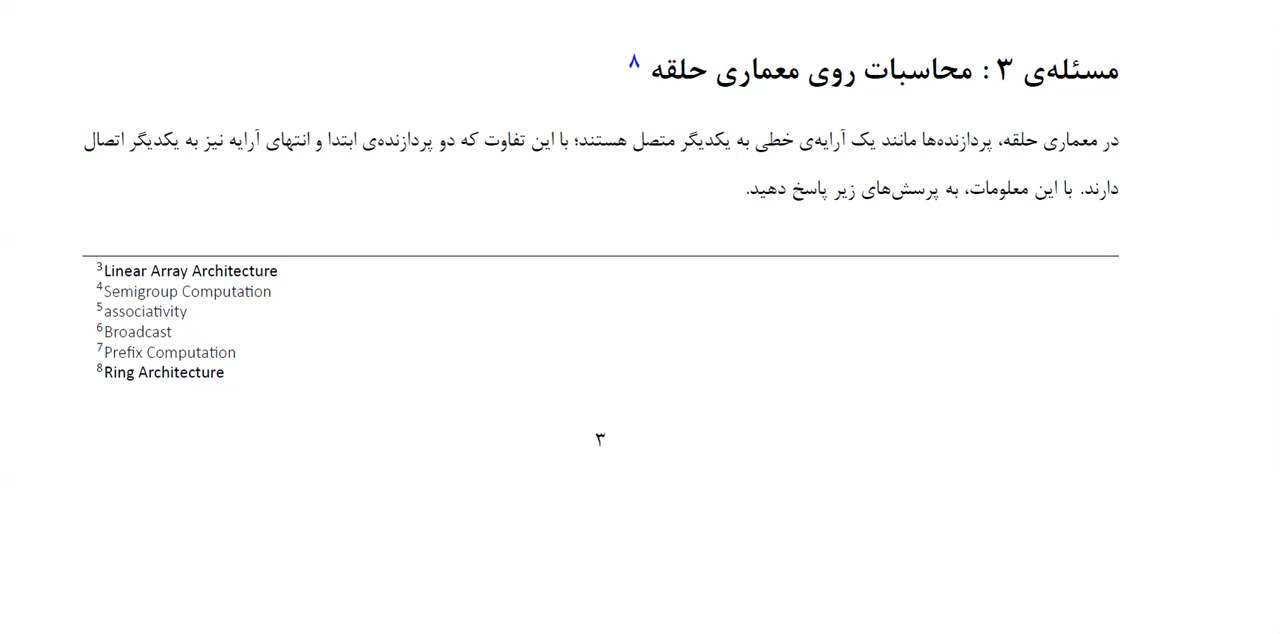 مسئله‌ی ۳ : محاسبات روی معماری حلقه ۸
در معماری حلقه، پردازنده‌ها مانند یک آرایه‌ی خطی به یکدیگر متصل هستند؛ با این تفاوت که دو پردازنده‌ی ابتدا و انتهای آرایه نیز به یکدیگر اتصال
دارند. با این معلومات، به پرسش‌های زیر پاسخ دهید.
3Linear Array Architecture
4Semigroup Computation
5associativity
6Broadcast
7Prefix Computation
8Ring Architecture
۳